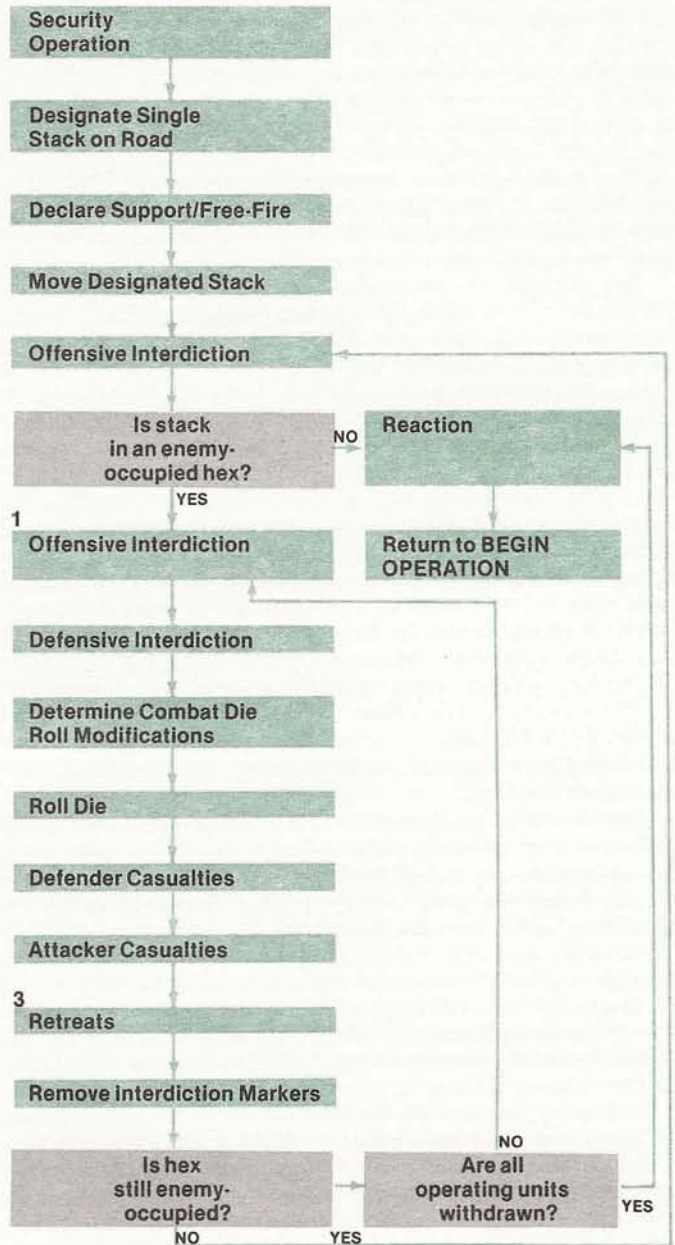 Security
Operation
Designate Single
Stack on Road
Declare Support/Free-Fire
Move Designated Stack
Offensive Interdiction
Is stack
in an enemy-
occupied hex?
NO
Reaction
YES
1
Offensive Interdiction
Return to BEGIN
OPERATION
Defensive Interdiction
Determine Combat Die
Roll Modifications
Roll Die
Defender Casualties
Attacker Casualties
3
Retreats
Remove Interdiction Markers
NO
Is hex
still enemy-
occupied?
Are all
operating units
withdrawn?
YES
NO
YES